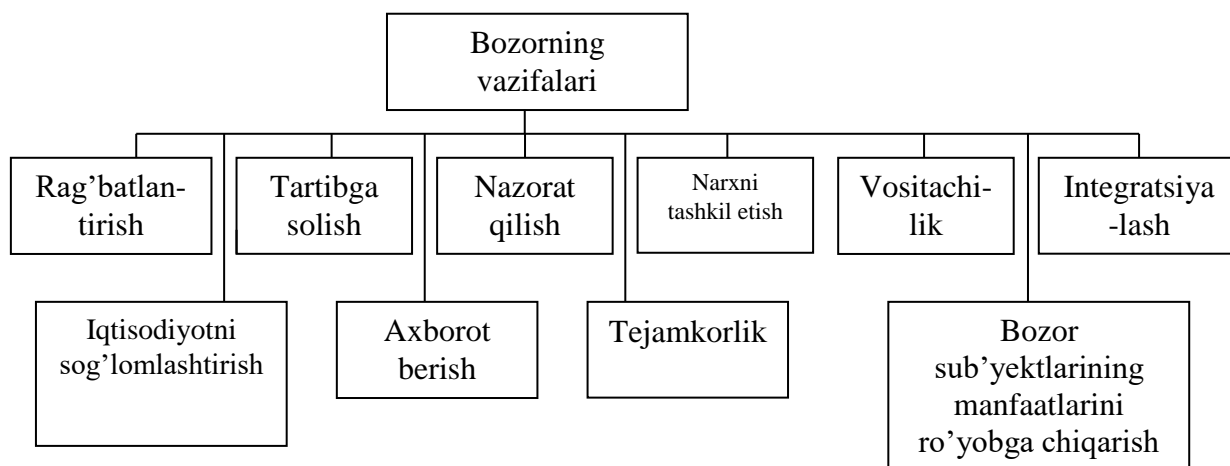 Bozorning
vazifalari
Rag’batlan-
tirish
Tartibga
solish
Nazorat
qilish
Narxni
tashkil etish
Vositachi-
lik
Integratsiya
-lash
Iqtisodiyotni
sog’lomlashtirish
Axborot
berish
Tejamkorlik
Bozor
sub’yektlarining
manfaatlarini
ro’yobga chiqarish